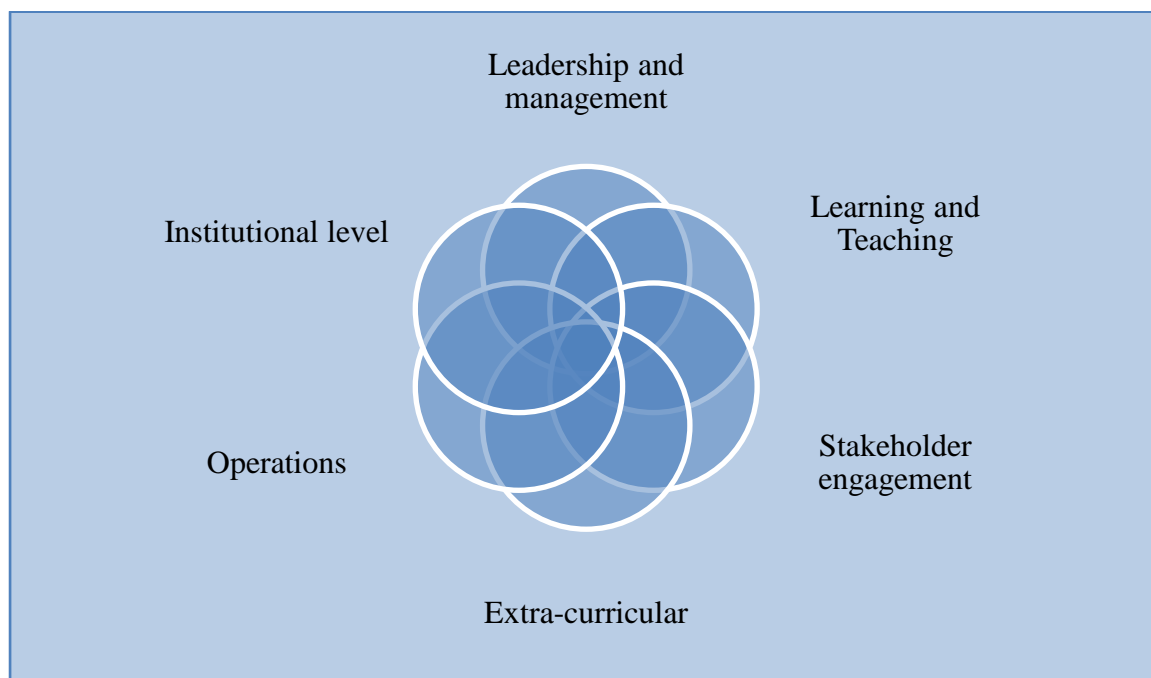 Leadership and
management
Learning and
Teaching
Institutional level
Stakeholder
engagement
Operations
Extra-curricular